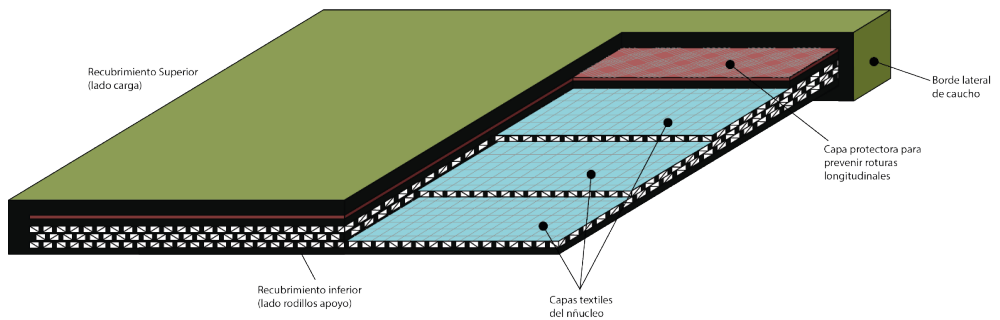 Recubrimiento Superior
(lado carga)
Borde lateral
de caucho
Capa protectora para
prevenir roturas
longitudinales
Recubrimiento inferior
(lado rodillos apoyo)
Capas textiles
del nñucleo